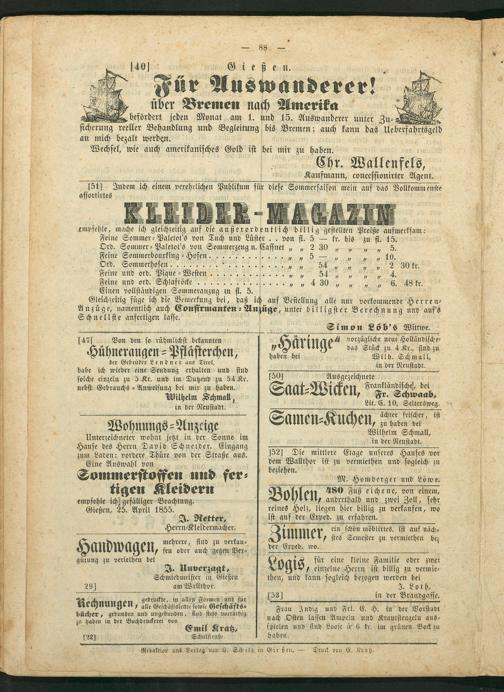 — 88 —
[40] Gießen.
Für Auswanderer!
über Bremen nach Amerika
befördert jeden Monat am 1. und 15. Auswanderer unter Zu-
sicherung reeller Behandlung und Begleitung bis Bremen; auch kann das Ueberfahrtsgeld
an mich bezalt werden.
Wechsel, wie auch amerikanisches Gold ist bei mir zu haben.
Chr. Wallenfels,
Kaufmann, concessionirter Agent.
[51] Indem ich einem verehrlichen Publikum für diese Sommersaison mein auf das Vollkommenste
assortirtes
KLEIDER-MAGAZIN
empfehle, mache ich gleichzeitig auf die außerordentlich billig gestellten Preiße aufmerksam:
Feine Sommer-Paletot's von Tuch und Lüster . . von fl. 5 — kr. bis zu fl. 15.
Ord. Sommer-Paletot's von Sommerzeug u. Cassinet „ „ 2 30 „ „ „ „
Feine Sommerbourking-Hosen . . „ „ 5 — „ „ „ „ 10.
Ord. Sommerhosen . . „ 54 „ „ „ 2 30 kr.
Feine und ord. Pique-Westen . . „ 54 „ „ „ 4.
Feine und ord. Schlafröcke . . „ „ 4 30 „ „ „ 6. 48 kr.
Einen vollständigen Sommeranzug zu fl. 5.
Gleichzeitig füge ich die Bemerkung bei, daß ich auf Bestellung alle nur vorkommende Herren-
Anzüge, namentlich auch Confirmanten-Anzüge, unter billigster Berechnung und aufs
Schnellste anfertigen lasse.
Simon Löb's Wittwe.
[47] Von den so rühmlichst bekannten
Hühneraugen-Pflästerchen,
der Gebrüder Lendner aus Tirol,
habe ich wieder eine Sendung erhalten und sind
solche einzeln zu 5 Kr. und im Dutzend zu 54 Kr.
nebst Gebrauchs-Anweisung bei mir zu haben.
Wilhelm Schmall,
in der Neustadt.
Wohnungs-Anzeige
Unterzeichneter wohnt jetzt in der Sonne im
Hause des Herrn David Schneider. Eingang
zum Laden: vordere Thüre von der Straße aus.
Eine Auswahl von
Sommerstoffen und fer-
tigen Kleidern
empfehle ich gefälliger Beachtung.
Gießen, 25. April 1855.
J. Retter,
Herrn-Kleidermacher.
Handwagen, mehrere, sind zu verkau-
fen oder auch gegen Ver-
gütung zu verleihen bei
J. Unverzagt,
Schmiedmeister in Gießen
29] am Wallthor.
Rechnungen, gedruckte, in allen Formen und für
alle Geschäftsleute sowie Geschäfts-
bücher, gebunden und ungebunden, sind stets vorräthig
zu haben in der Buchdruckerei von
Emil Kratz,
[22] Schulstraße.
„Häringe“ vorzügliche neue Holländische
das Stück zu 4 Kr., sind zu
haben bei Wilh. Schmall,
in der Neustadt.
[50] Ausgezeichnete
Saat-Wicken, Frankländische, bei
Fr. Schwaab,
Lit. C. 10, Seltersweg.
Samen-Kuchen, ächter frischer, ist
zu haben bei
Wilhelm Schmall,
in der Neustadt.
[52] Die mittlere Etage unseres Hauses vor
dem Wallthor ist zu vermiethen und sogleich zu
beziehen.
M. Homberger und Löwe.
Bohlen, 480 Fuß eichene, von einem,
anderthalb und zwei Zoll, sehr
reines Holz, liegen hier billig zu verkaufen, wo
ist auf der Exped. zu erfahren.
Zimmer, ein schön möblirtes, ist auf näch-
stes Semester zu vermiethen bei
der Exped. wo.
Logis, für eine kleine Familie oder zwei
einzelne Herrn ist billig zu vermie-
then, und kann sogleich bezogen werden bei
J. Loth,
[53] in der Brandgasse.
Frau Indig und Frl. C. H. in der Vorstadt
nach Osten lassen Ampeln und Krautstengeln aus-
spielen und sind Loose à 6 kr. im grünen Bock zu
haben.
Redaktion und Verlag von G. Schild in Gießen. — Druck von E. Kratz.